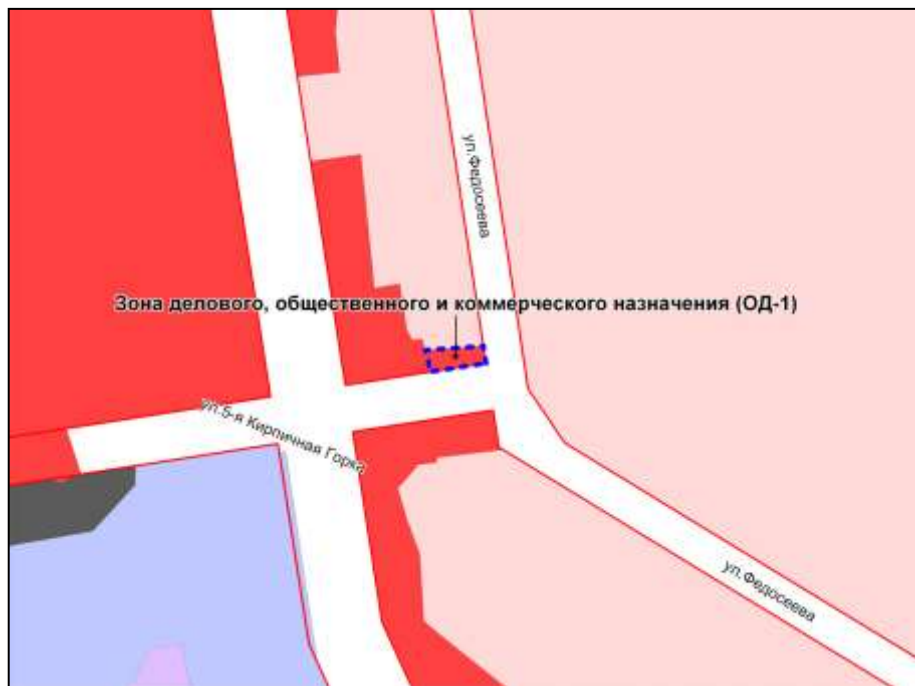 ул.Федосеева
Зона делового, общественного и коммерческого назначения (ОД-1)
ул.5-я Кирпичная Горка
ул.Федосеева